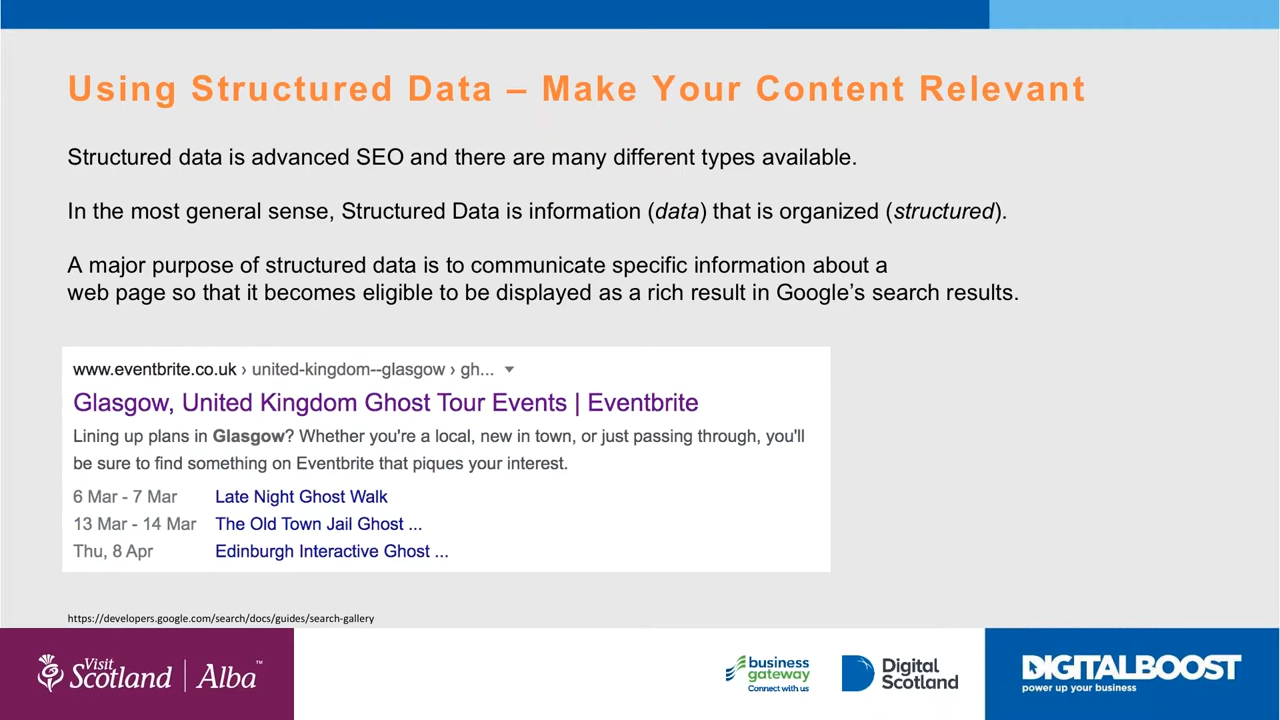 Using Structured Data – Make Your Content Relevant
Structured data is advanced SEO and there are many different types available.
In the most general sense, Structured Data is information (data) that is organized (structured).
A major purpose of structured data is to communicate specific information about a
web page so that it becomes eligible to be displayed as a rich result in Google’s search results.
www.eventbrite.co.uk › united-kingdom--glasgow › gh...
Glasgow, United Kingdom Ghost Tour Events | Eventbrite
Lining up plans in Glasgow? Whether you're a local, new in town, or just passing through, you'll
be sure to find something on Eventbrite that piques your interest.
6 Mar - 7 Mar Late Night Ghost Walk
13 Mar - 14 Mar The Old Town Jail Ghost ...
Thu, 8 Apr Edinburgh Interactive Ghost ...
https://developers.google.com/search/docs/guides/search-gallery
Visit
Scotland | Alba™
business
gateway
Connect with us
Digital
Scotland
DIGITALBOOST
power up your business